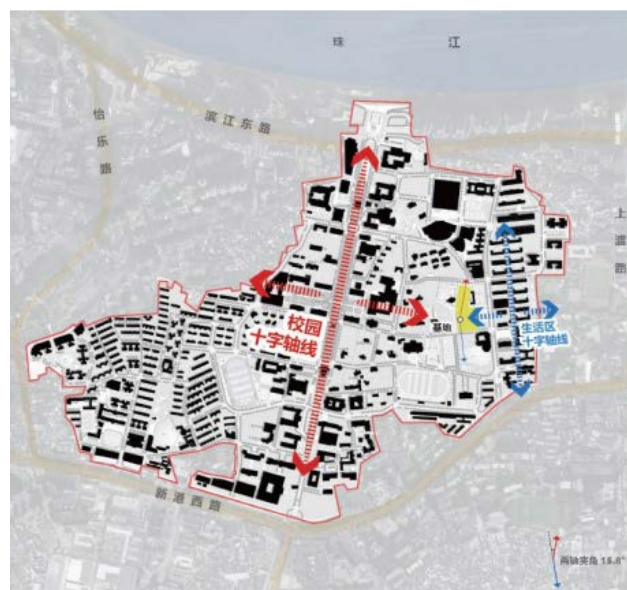 珠江
滨江东路
怡乐路
上渡路
校园
十字轴线
基地
生活区
十字轴线
新港西路
两轴夹角 15.8°